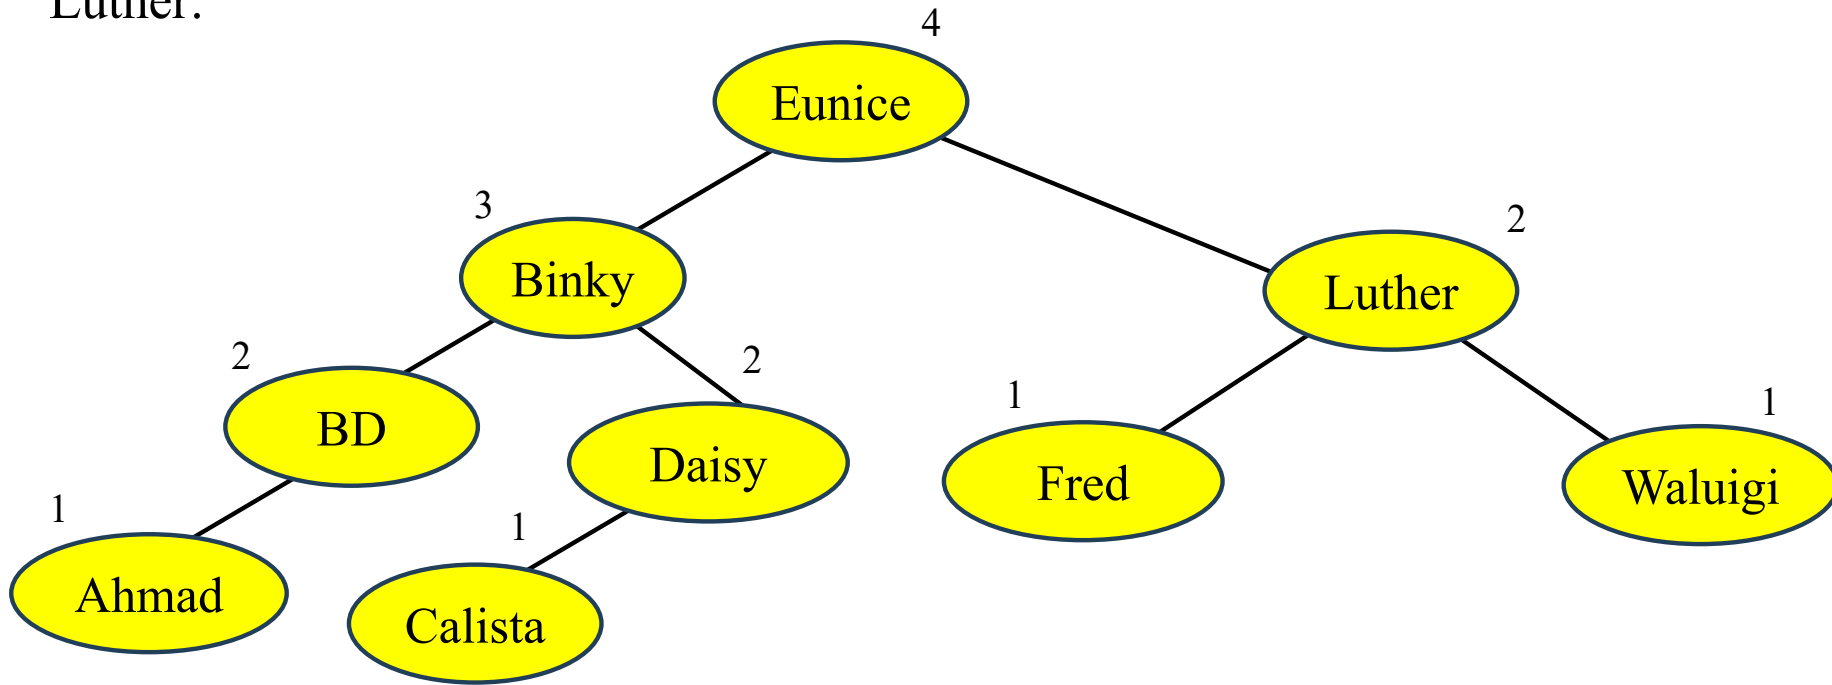 Luther.
4
Eunice
3
2
Binky
Luther
2
2
1
1
BD
Daisy
Fred
Waluigi
1
1
Ahmad
Calista